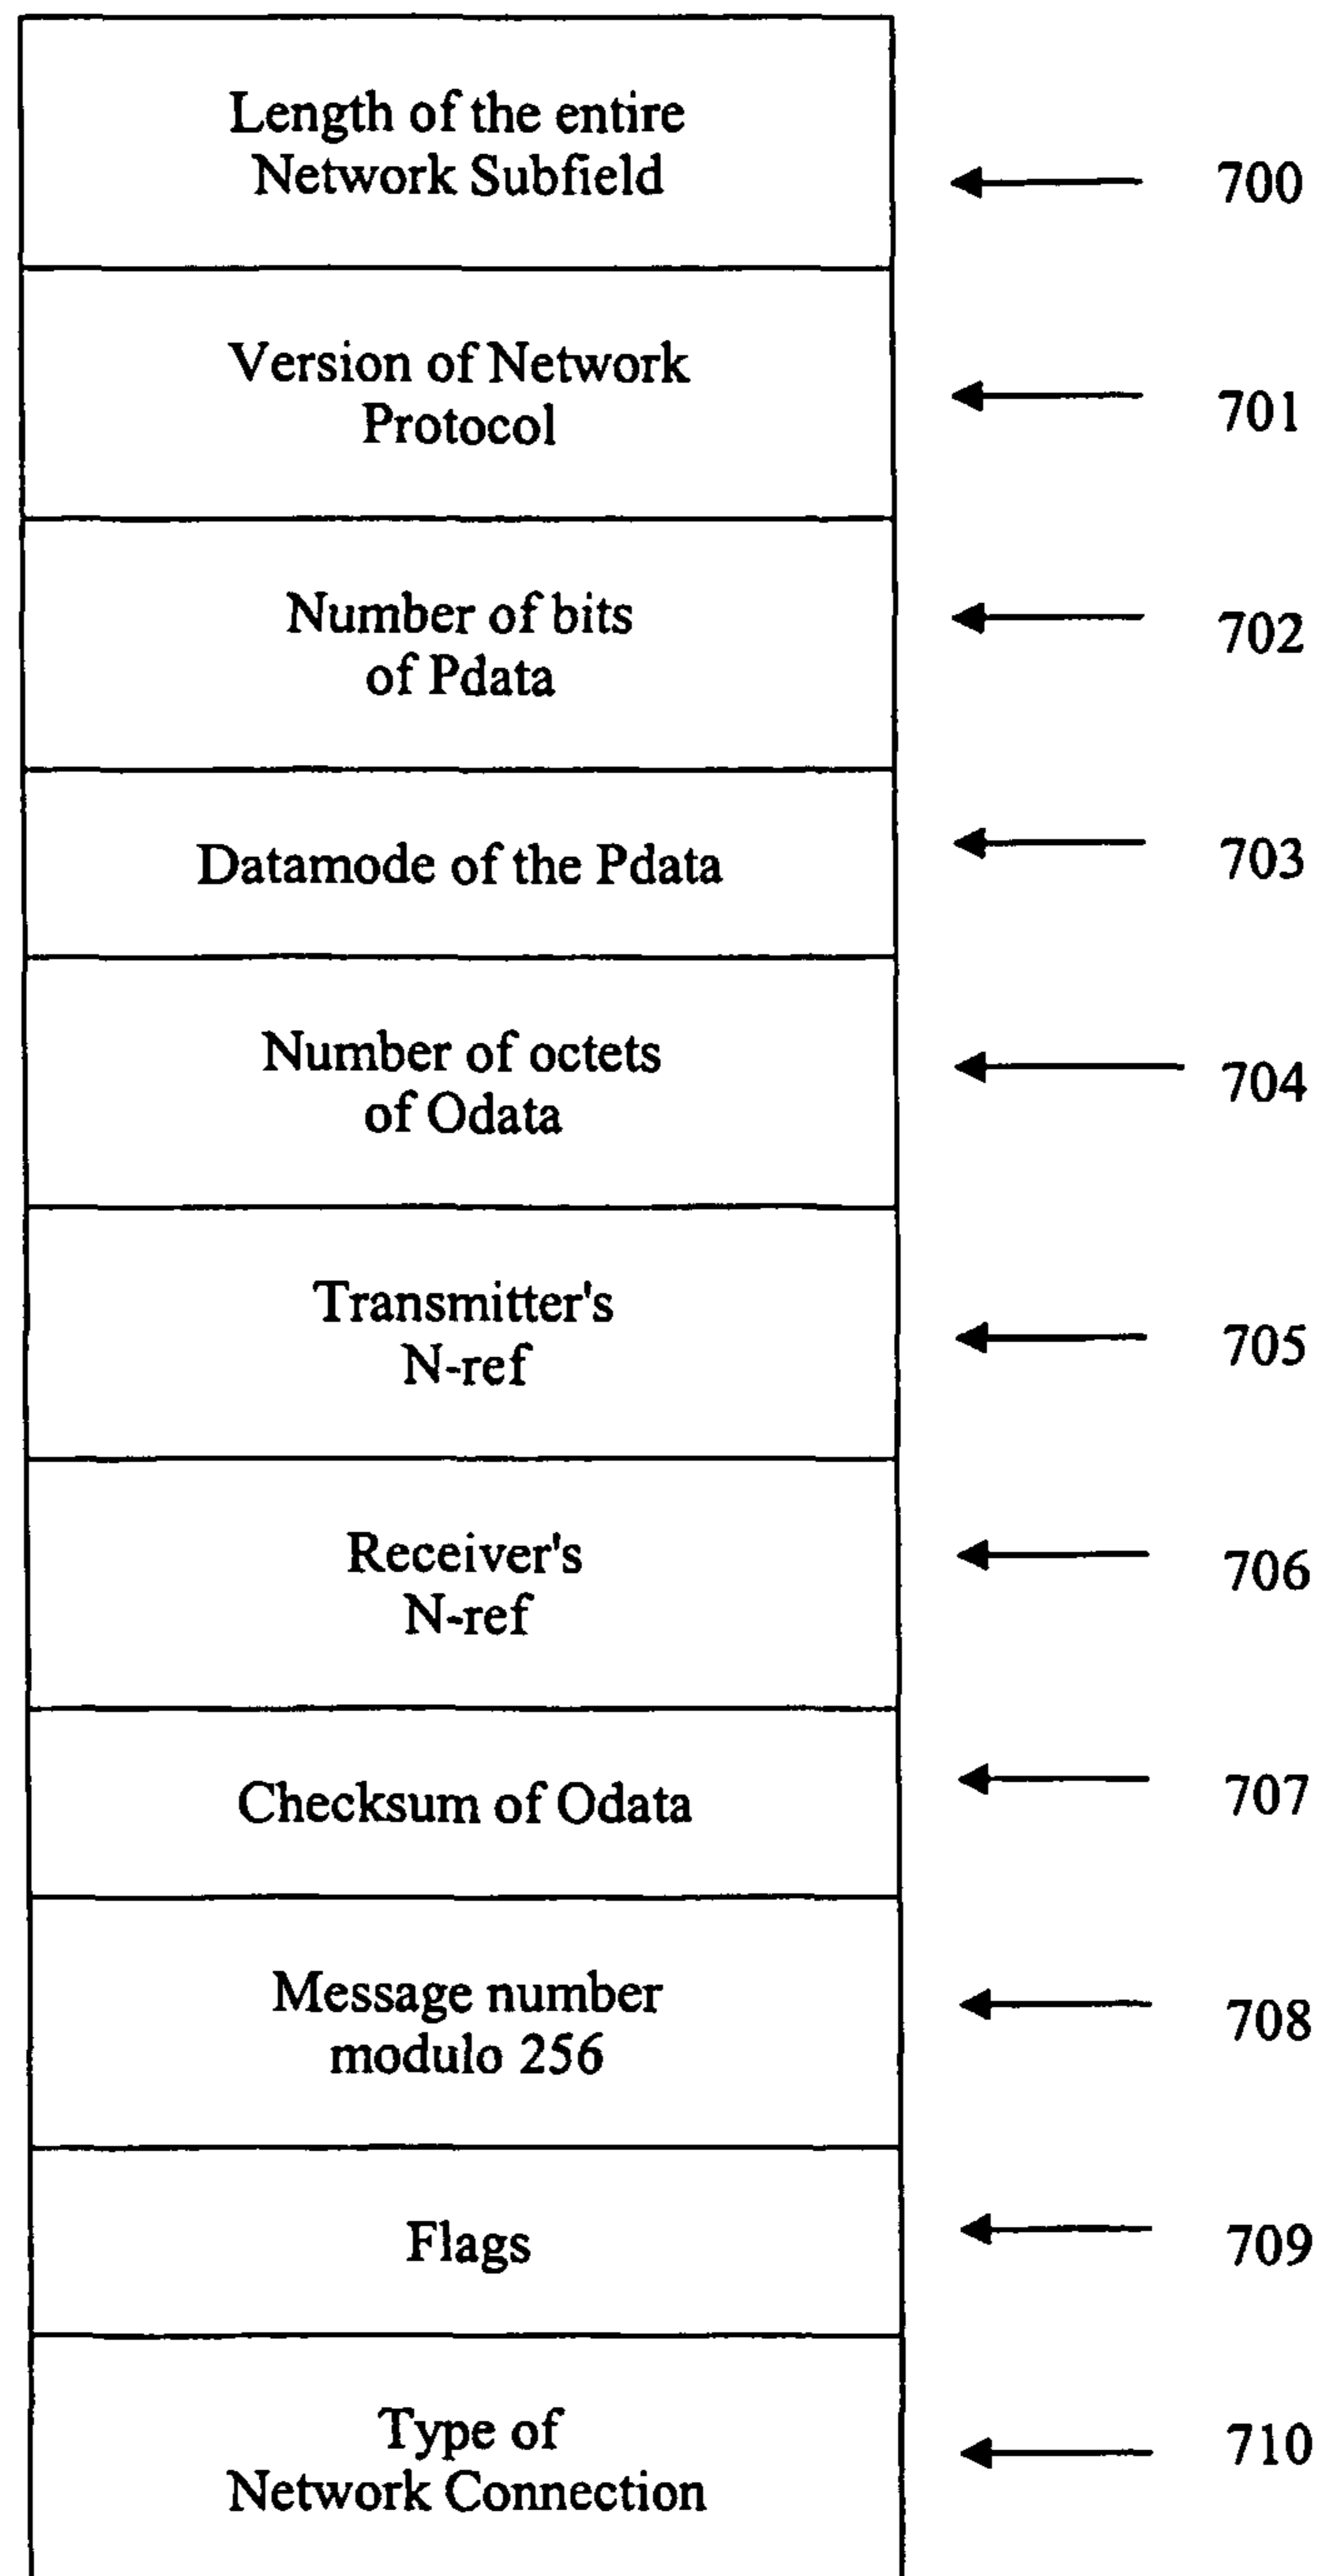 Length of the entire
Network Subfield
700
Version of Network
Protocol
701
Number of bits
of Pdata
702
Datamode of the Pdata
703
Number of octets
of Odata
704
Transmitter's
N-ref
705
Receiver's
N-ref
706
Checksum of Odata
707
Message number
modulo 256
708
Flags
709
Type of
Network Connection
710